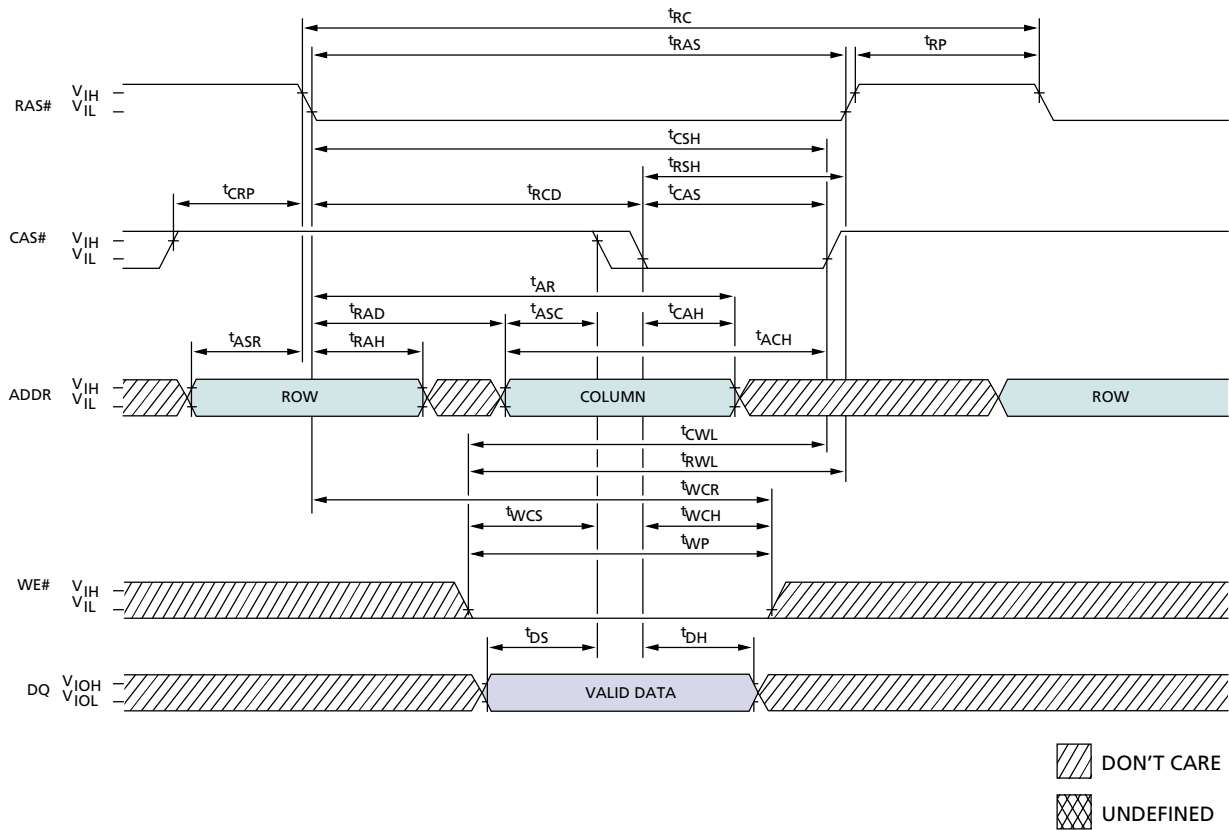 tRC
tRAS
tRP
RAS# VIH
VIL
tCSH
tRSH
tCRP
tRCD
tCAS
CAS# VIH
VIL
tAR
tRAD
tASC
tCAH
tASR
tRAH
tACH
ADDR VIH
VIL
ROW
COLUMN
ROW
tCWL
tRWL
tWCR
tWCS
tWCH
tWP
WE# VIH
VIL
tDS
tDH
DQ VIOH
VIOL
VALID DATA
DON'T CARE
UNDEFINED